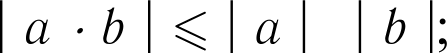 | a · b | ⩽ | a | | b |;